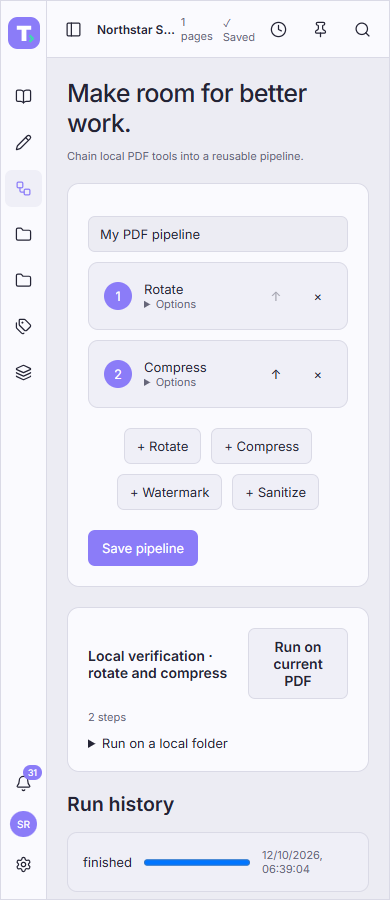 T
Northstar S...
1 pages
✓ Saved
Make room for better
work.
Chain local PDF tools into a reusable pipeline.
My PDF pipeline
1
Rotate
▶ Options
↑
×
2
Compress
▶ Options
↑
×
+ Rotate
+ Compress
+ Watermark
+ Sanitize
Save pipeline
Local verification ·
rotate and compress
Run on
current
PDF
2 steps
▶ Run on a local folder
31
SR
Run history
finished
12/10/2026,
06:39:04